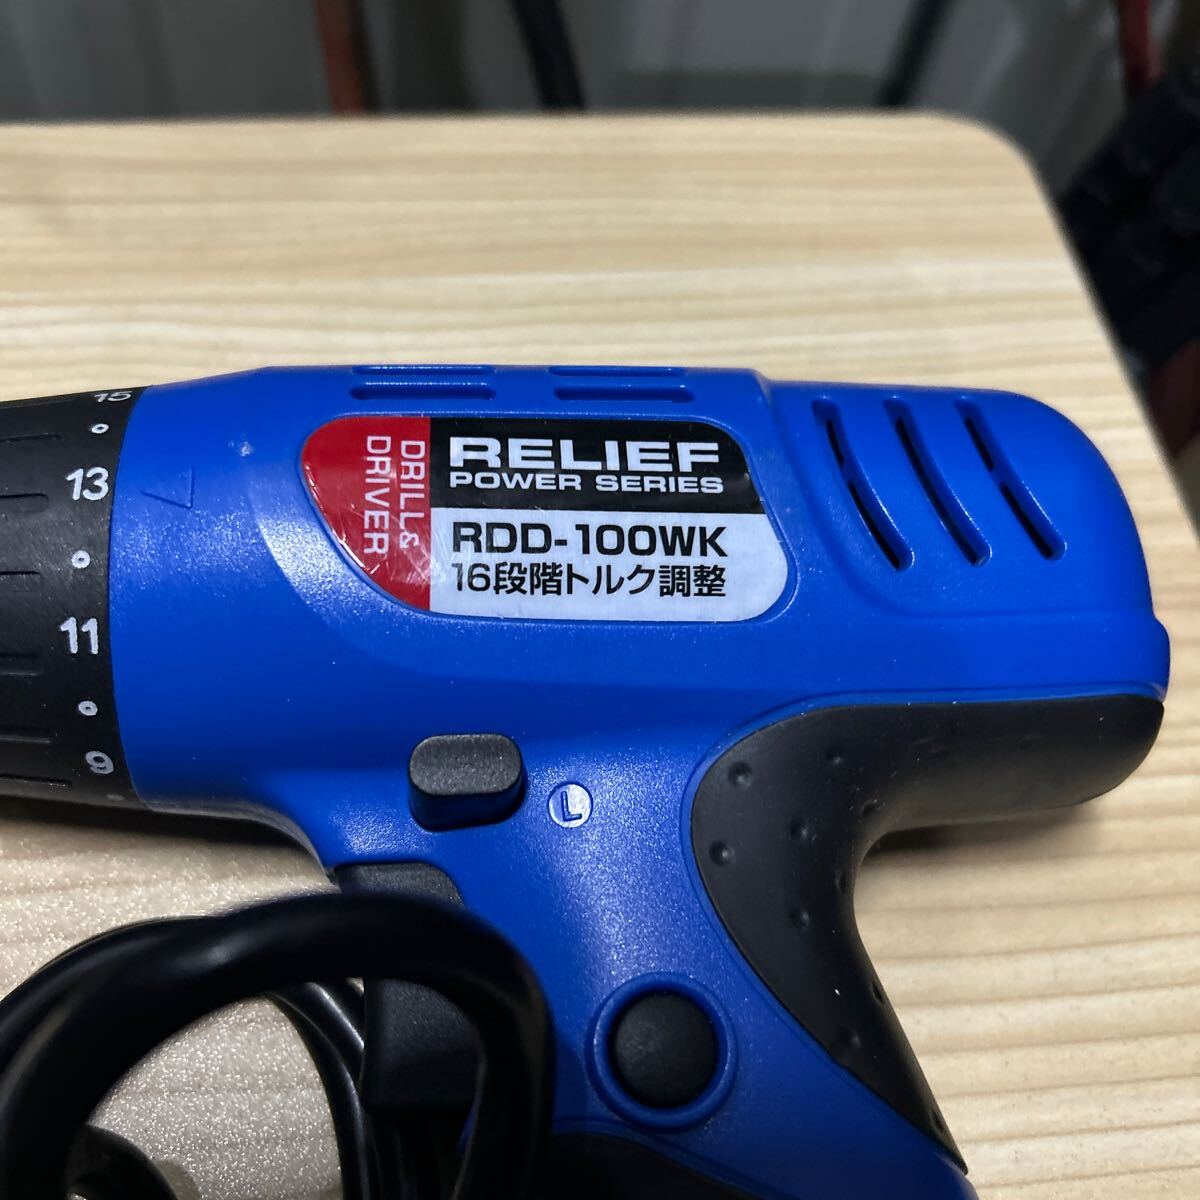 15
13
11
9
DRILL&
DRIVER
RELIEF
POWER SERIES
RDD-100WK
16段階トルク調整
L